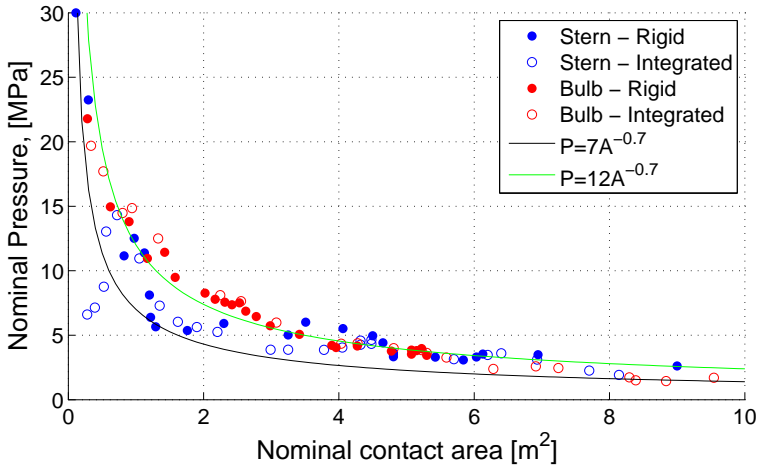 Nominal Pressure, [MPa]
30
25
20
15
10
5
0
0 2 4 6 8 10
Nominal contact area [m²]
Stern − Rigid
Stern − Integrated
Bulb − Rigid
Bulb − Integrated
P=7A⁻⁰·⁷
P=12A⁻⁰·⁷